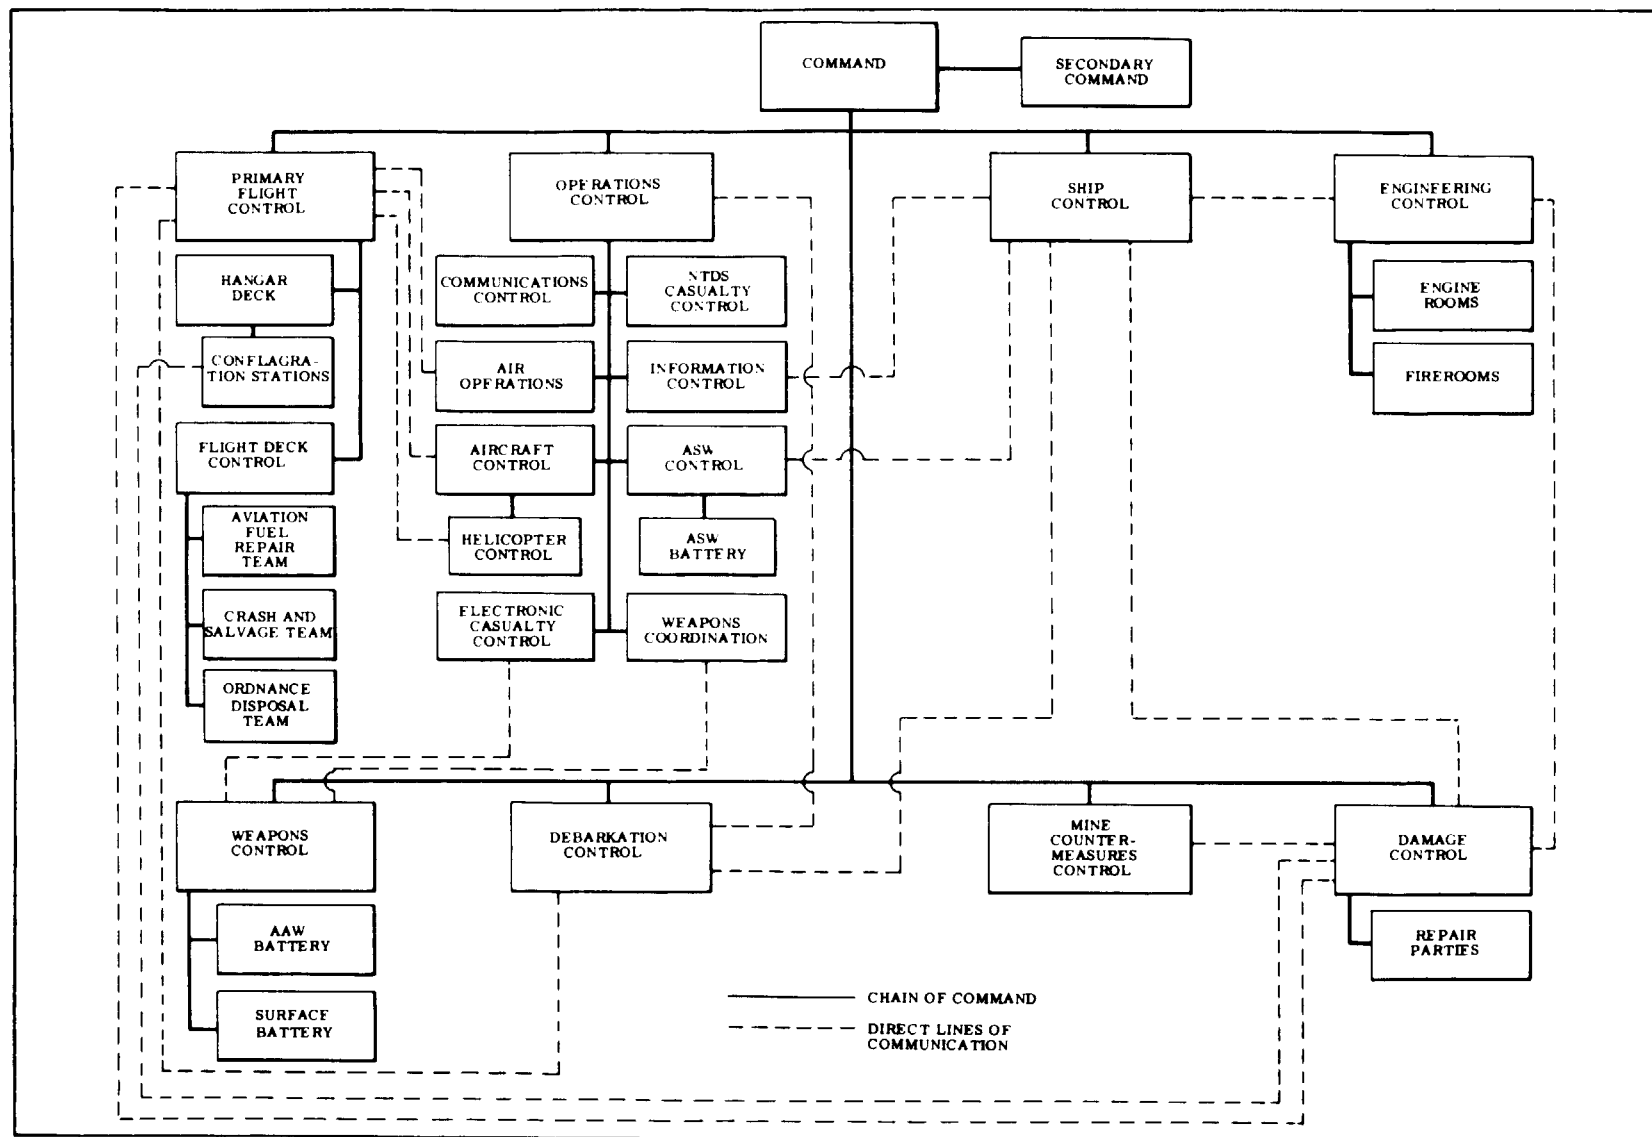 COMMAND
SECONDARY
COMMAND
PRIMARY
FLIGHT
CONTROL
OPERATIONS
CONTROL
SHIP
CONTROL
ENGINEERING
CONTROL
HANGAR
DECK
CONFLAGRA-
TION STATIONS
FLIGHT DECK
CONTROL
AVIATION
FUEL
REPAIR
TEAM
CRASH AND
SALVAGE TEAM
ORDNANCE
DISPOSAL
TEAM
COMMUNICATIONS
CONTROL
NTDS
CASUALTY
CONTROL
AIR
OPERATIONS
INFORMATION
CONTROL
AIRCRAFT
CONTROL
ASW
CONTROL
HELICOPTER
CONTROL
ASW
BATTERY
ELECTRONIC
CASUALTY
CONTROL
WEAPONS
COORDINATION
ENGINE
ROOMS
FIREROOMS
WEAPONS
CONTROL
DEBARKATION
CONTROL
MINE
COUNTER-
MEASURES
CONTROL
DAMAGE
CONTROL
AAW
BATTERY
SURFACE
BATTERY
REPAIR
PARTIES
CHAIN OF COMMAND
DIRECT LINES OF
COMMUNICATION